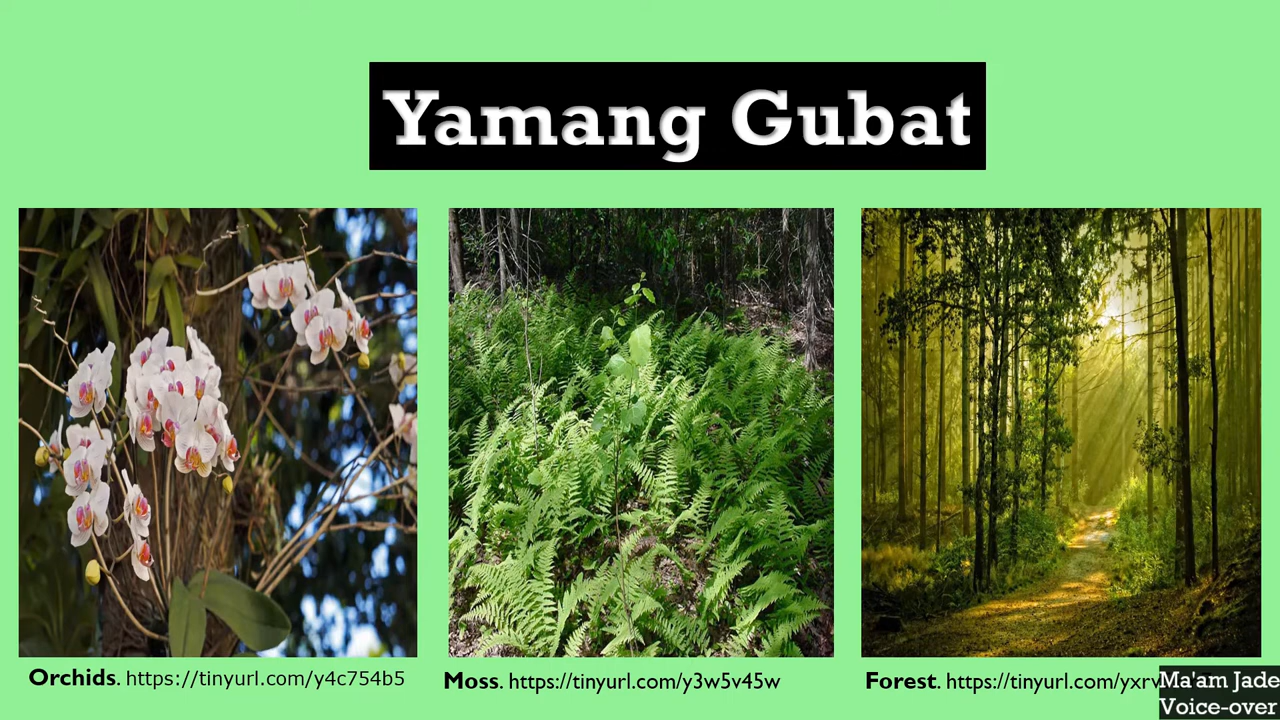 Yamang Gubat
Orchids. https://tinyurl.com/y4c754b5
Moss. https://tinyurl.com/y3w5v45w
Forest. https://tinyurl.com/yxrv
Ma'am Jade
Voice-over